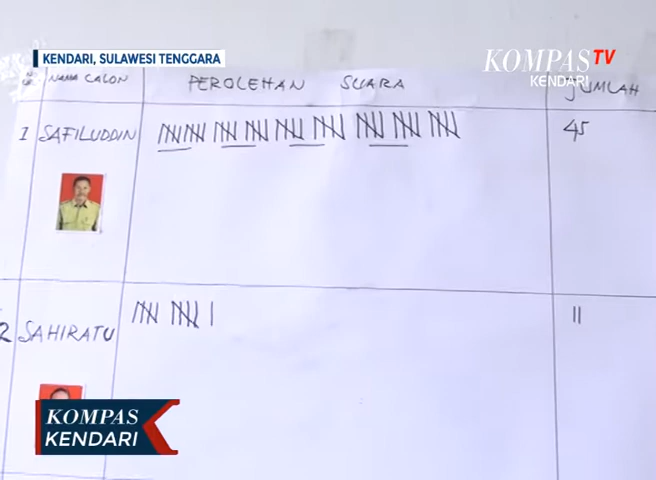 KENDARI, SULAWESI TENGGARA
KOMPAS TV
KENDARI
NAMA CALON PEROLEHAN SUARA JUMLAH
1 SAFILUDDIN 45
2 SAHIRATU 11
KOMPAS
KENDARI